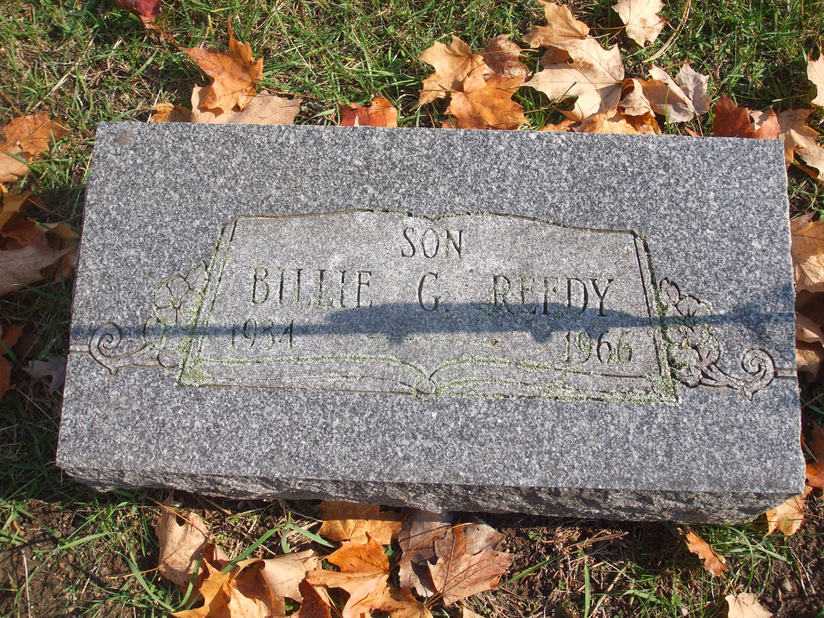 SON
BILLIE G. REEDY
1934 1966